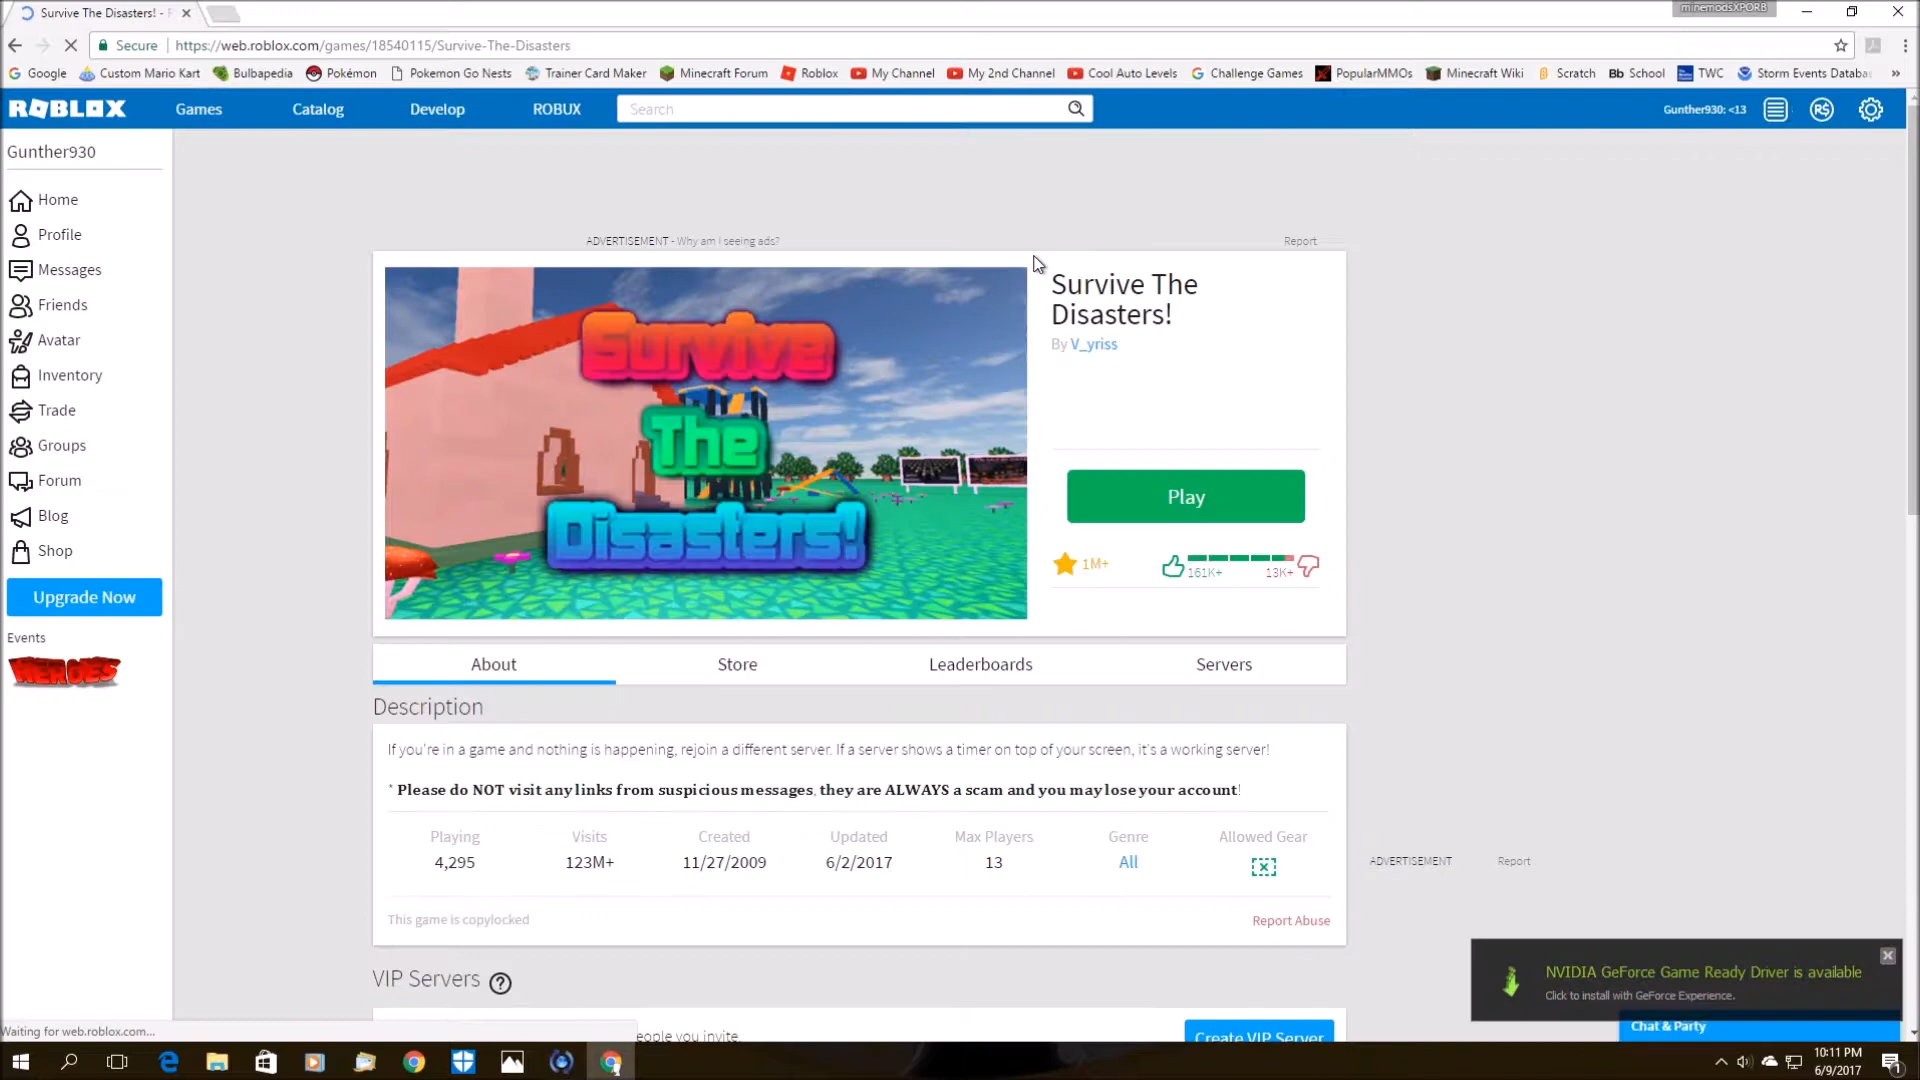 Survive The Disasters! -
minemodsXPORB
Secure
https://web.roblox.com/games/18540115/Survive-The-Disasters
Google Custom Mario Kart Bulbapedia Pokémon Pokemon Go Nests Trainer Card Maker Minecraft Forum Roblox My Channel My 2nd Channel Cool Auto Levels Challenge Games PopularMMOs Minecraft Wiki Scratch Bb School TWC Storm Events Databa »
ROBLOX Games Catalog Develop ROBUX Search Gunther930: <13 R$
Gunther930
Home
Profile
Messages
Friends
Avatar
Inventory
Trade
Groups
Forum
Blog
Shop
Upgrade Now
Events
HEROES
ADVERTISEMENT - Why am I seeing ads? Report
Survive
The
Disasters!
Survive The
Disasters!
By V_yriss
Play
1M+ 161K+ 13K+
About Store Leaderboards Servers
Description
If you're in a game and nothing is happening, rejoin a different server. If a server shows a timer on top of your screen, it's a working server!
* Please do NOT visit any links from suspicious messages, they are ALWAYS a scam and you may lose your account!
Playing Visits Created Updated Max Players Genre Allowed Gear
4,295 123M+ 11/27/2009 6/2/2017 13 All
ADVERTISEMENT Report
This game is copylocked Report Abuse
VIP Servers ?
NVIDIA GeForce Game Ready Driver is available
Click to install with GeForce Experience.
Chat & Party
Waiting for web.roblox.com...
eople you invite.
Create VIP Server
10:11 PM
6/9/2017
1